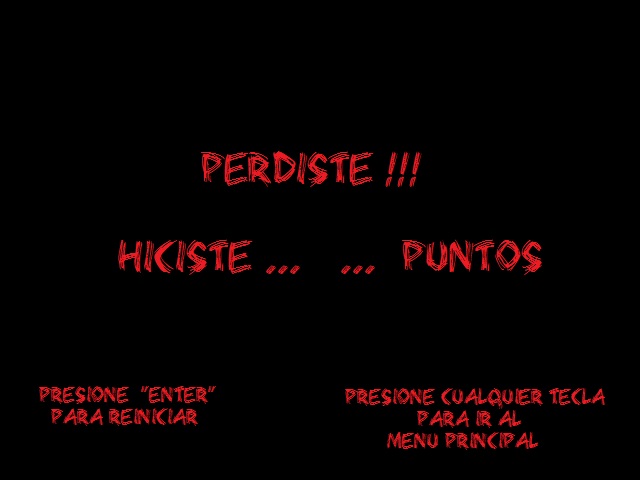 PERDISTE !!!
HICISTE ... ... PUNTOS
PRESIONE "ENTER"
PARA REINICIAR
PRESIONE CUALQUIER TECLA
PARA IR AL
MENU PRINCIPAL